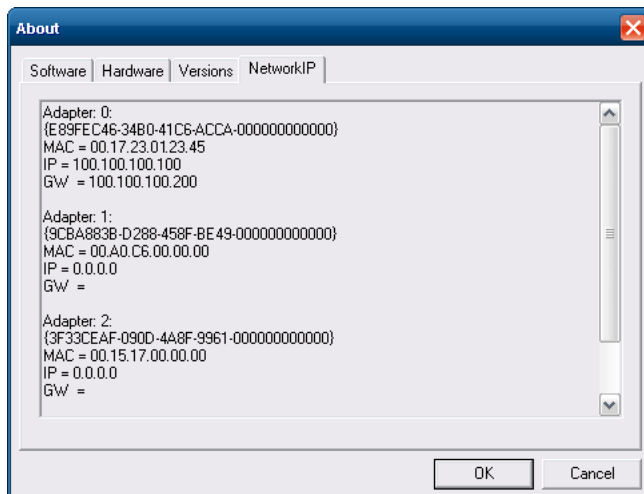 About
Software Hardware Versions NetworkIP
Adapter: 0:
{E89FEC46-34B0-41C6-ACCA-000000000000}
MAC = 00.17.23.01.23.45
IP = 100.100.100.100
GW = 100.100.100.200
Adapter: 1:
{9CBA883B-D288-458F-BE49-000000000000}
MAC = 00.A0.C6.00.00.00
IP = 0.0.0.0
GW =
Adapter: 2:
{3F33CEAF-090D-4A8F-9961-000000000000}
MAC = 00.15.17.00.00.00
IP = 0.0.0.0
GW =
OK Cancel